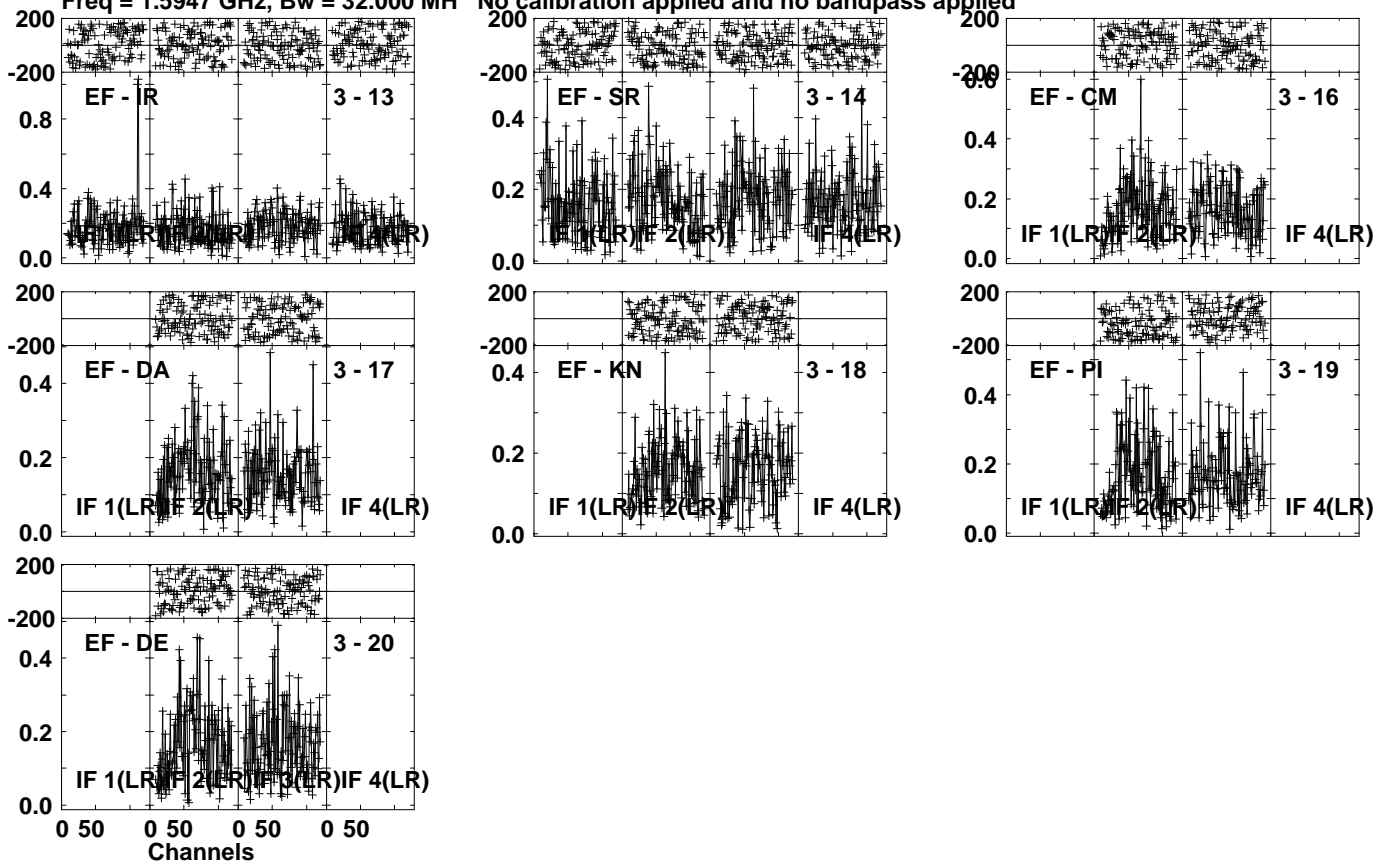 Freq = 1.5947 GHz, Bw = 32.000 MH No calibration applied and no bandpass applied
200
-200
EF - IR 3 - 13
0.8
0.4
0.0
IF 4(LR)
200
-200
EF - SR 3 - 14
0.4
0.2
0.0
IF 1(LR) IF 2(LR) IF 4(LR)
200
-200
0.6
EF - CM 3 - 16
0.4
0.2
0.0
IF 1(LR) IF 2(LR) IF 4(LR)
200
-200
EF - DA 3 - 17
0.4
0.2
0.0
IF 1(LR) IF 2(LR) IF 4(LR)
200
-200
EF - KN 3 - 18
0.4
0.2
0.0
IF 1(LR) IF 2(LR) IF 4(LR)
200
-200
EF - PI 3 - 19
0.4
0.2
0.0
IF 1(LR) IF 2(LR) IF 4(LR)
200
-200
EF - DE 3 - 20
0.4
0.2
0.0
IF 1(LR) IF 2(LR) IF 3(LR) IF 4(LR)
0 50 0 50 0 50 0 50
Channels